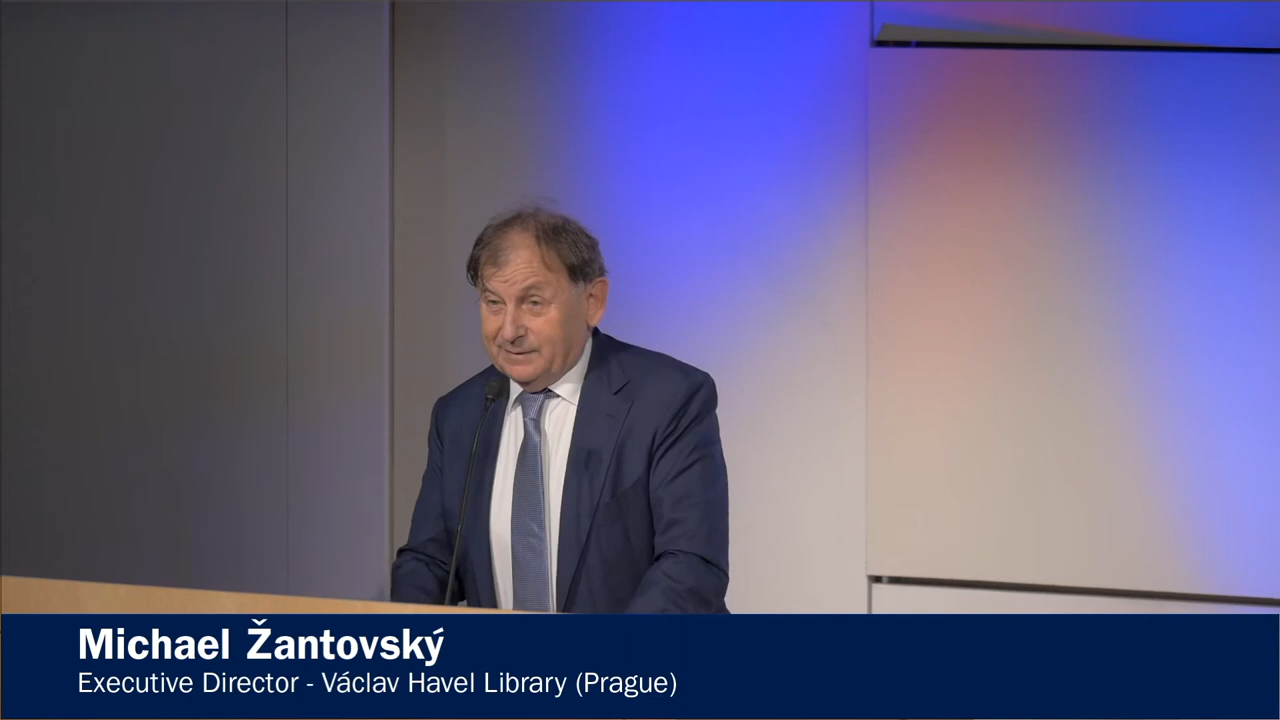 Michael Žantovský
Executive Director - Václav Havel Library (Prague)